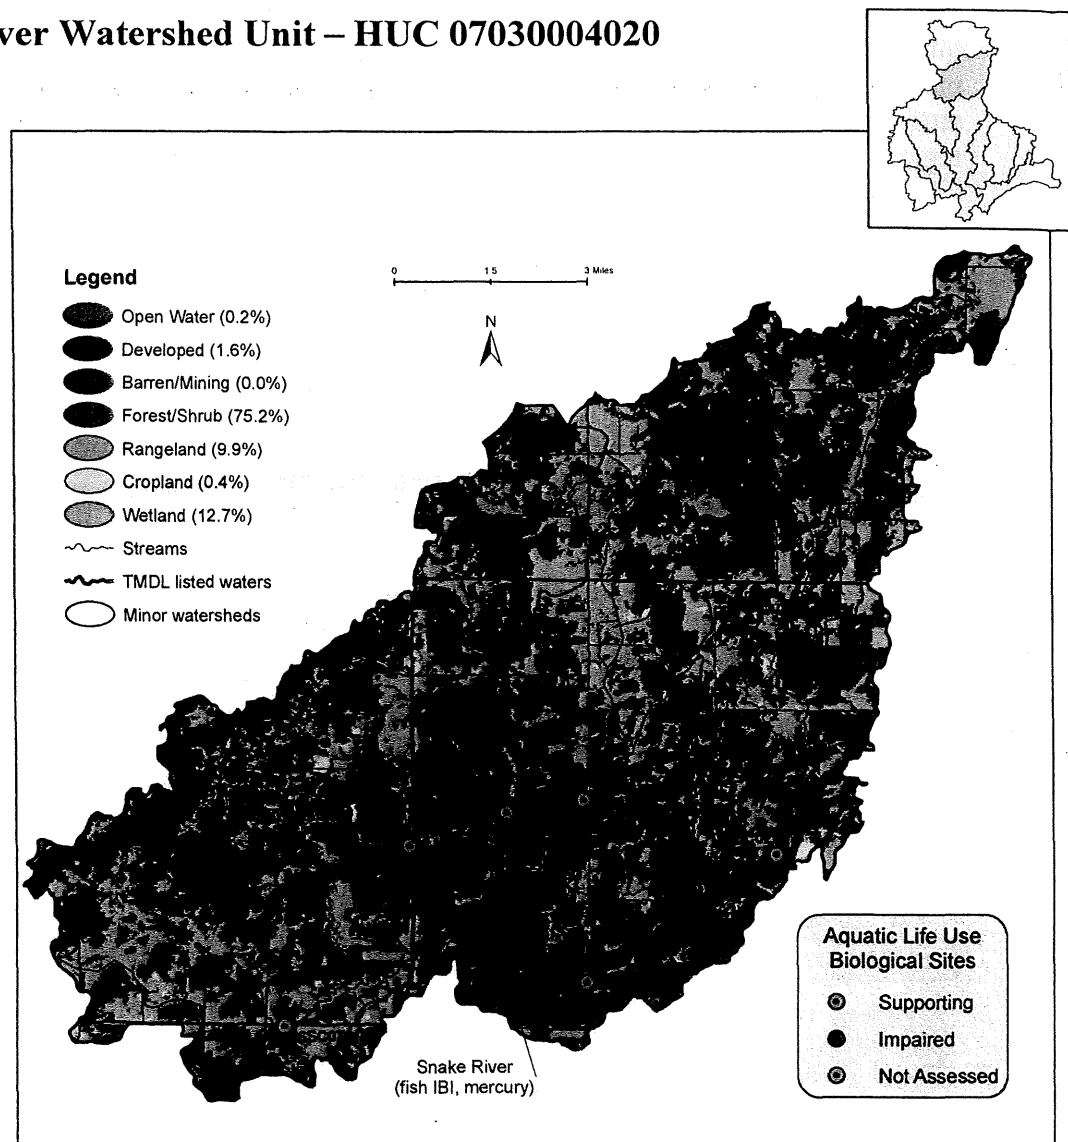 ver Watershed Unit – HUC 07030004020
Legend
Open Water (0.2%)
Developed (1.6%)
Barren/Mining (0.0%)
Forest/Shrub (75.2%)
Rangeland (9.9%)
Cropland (0.4%)
Wetland (12.7%)
Streams
TMDL listed waters
Minor watersheds
0 1.5 3 Miles
N
Snake River
(fish IBI, mercury)
Aquatic Life Use
Biological Sites
Supporting
Impaired
Not Assessed